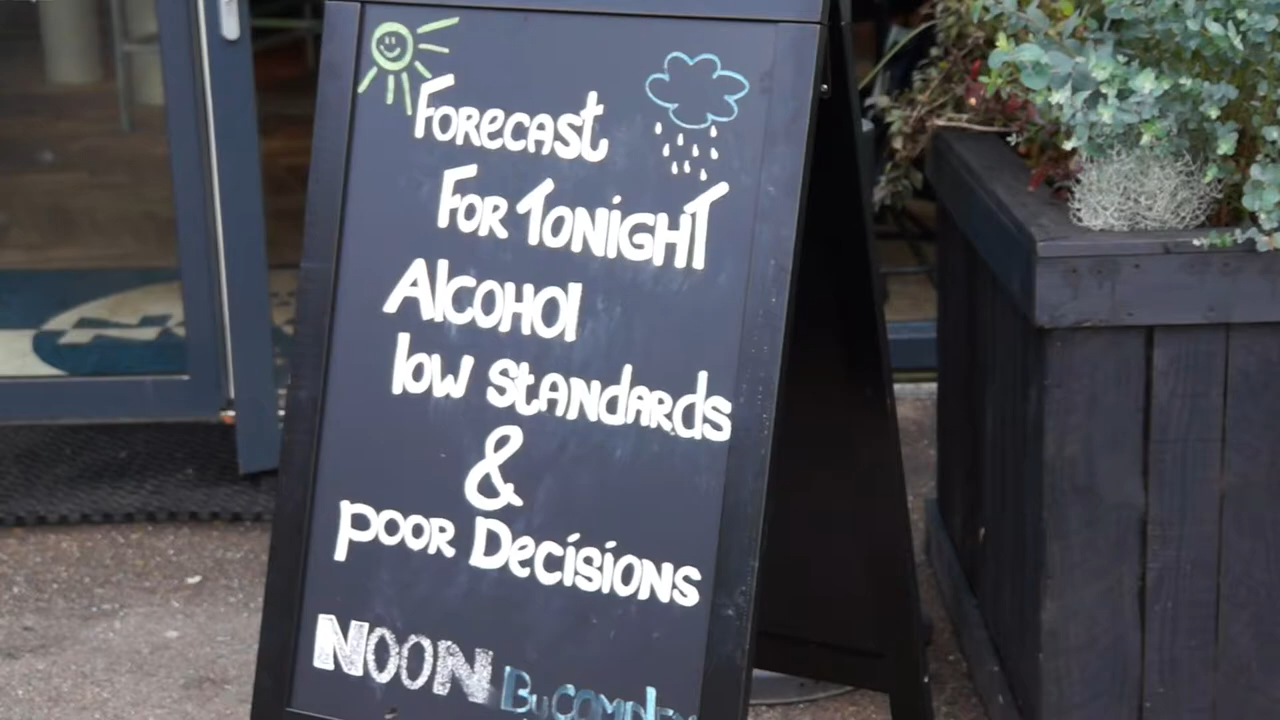 Forecast
For Tonight
Alcohol
low standards
&
poor Decisions
NOON